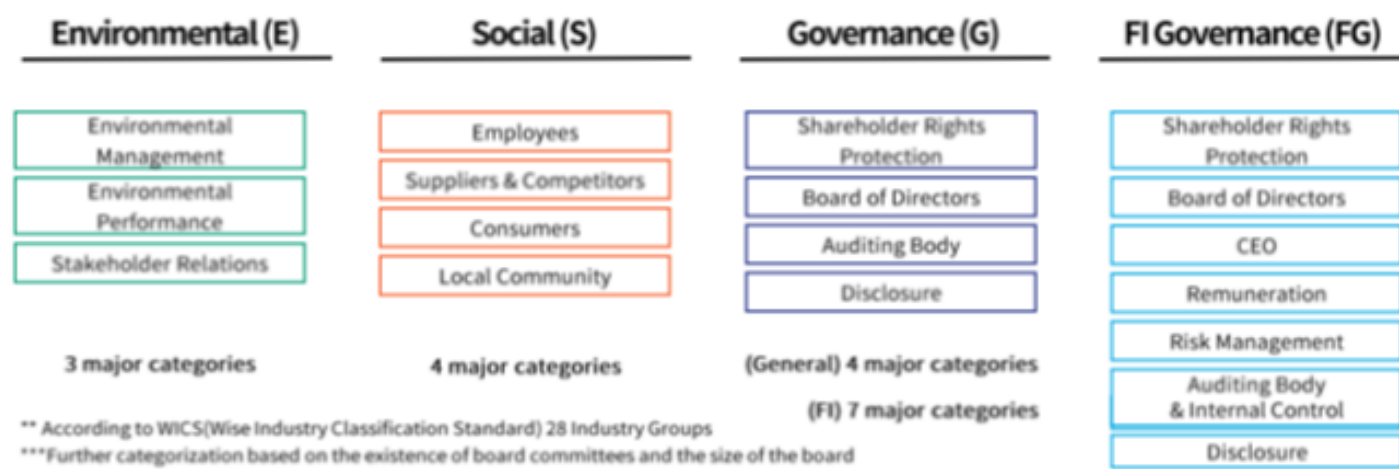 Environmental (E)
Environmental
Management
Environmental
Performance
Stakeholder Relations
3 major categories
Social (S)
Employees
Suppliers & Competitors
Consumers
Local Community
4 major categories
Governance (G)
Shareholder Rights
Protection
Board of Directors
Auditing Body
Disclosure
(General) 4 major categories
(FI) 7 major categories
FI Governance (FG)
Shareholder Rights
Protection
Board of Directors
CEO
Remuneration
Risk Management
Auditing Body
& Internal Control
Disclosure
** According to WICS(Wise Industry Classification Standard) 28 Industry Groups
***Further categorization based on the existence of board committees and the size of the board